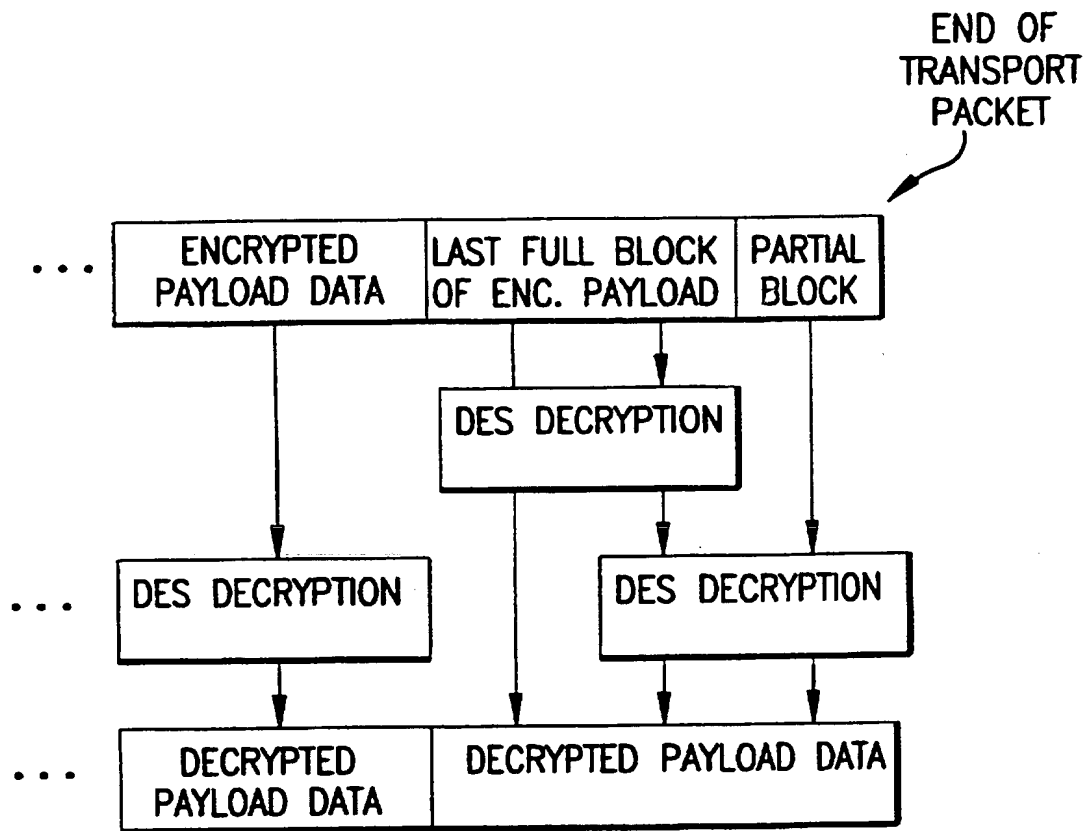 END OF
TRANSPORT
PACKET
... ENCRYPTED
PAYLOAD DATA
LAST FULL BLOCK
OF ENC. PAYLOAD
PARTIAL
BLOCK
DES DECRYPTION
... DES DECRYPTION
DES DECRYPTION
... DECRYPTED
PAYLOAD DATA
DECRYPTED PAYLOAD DATA